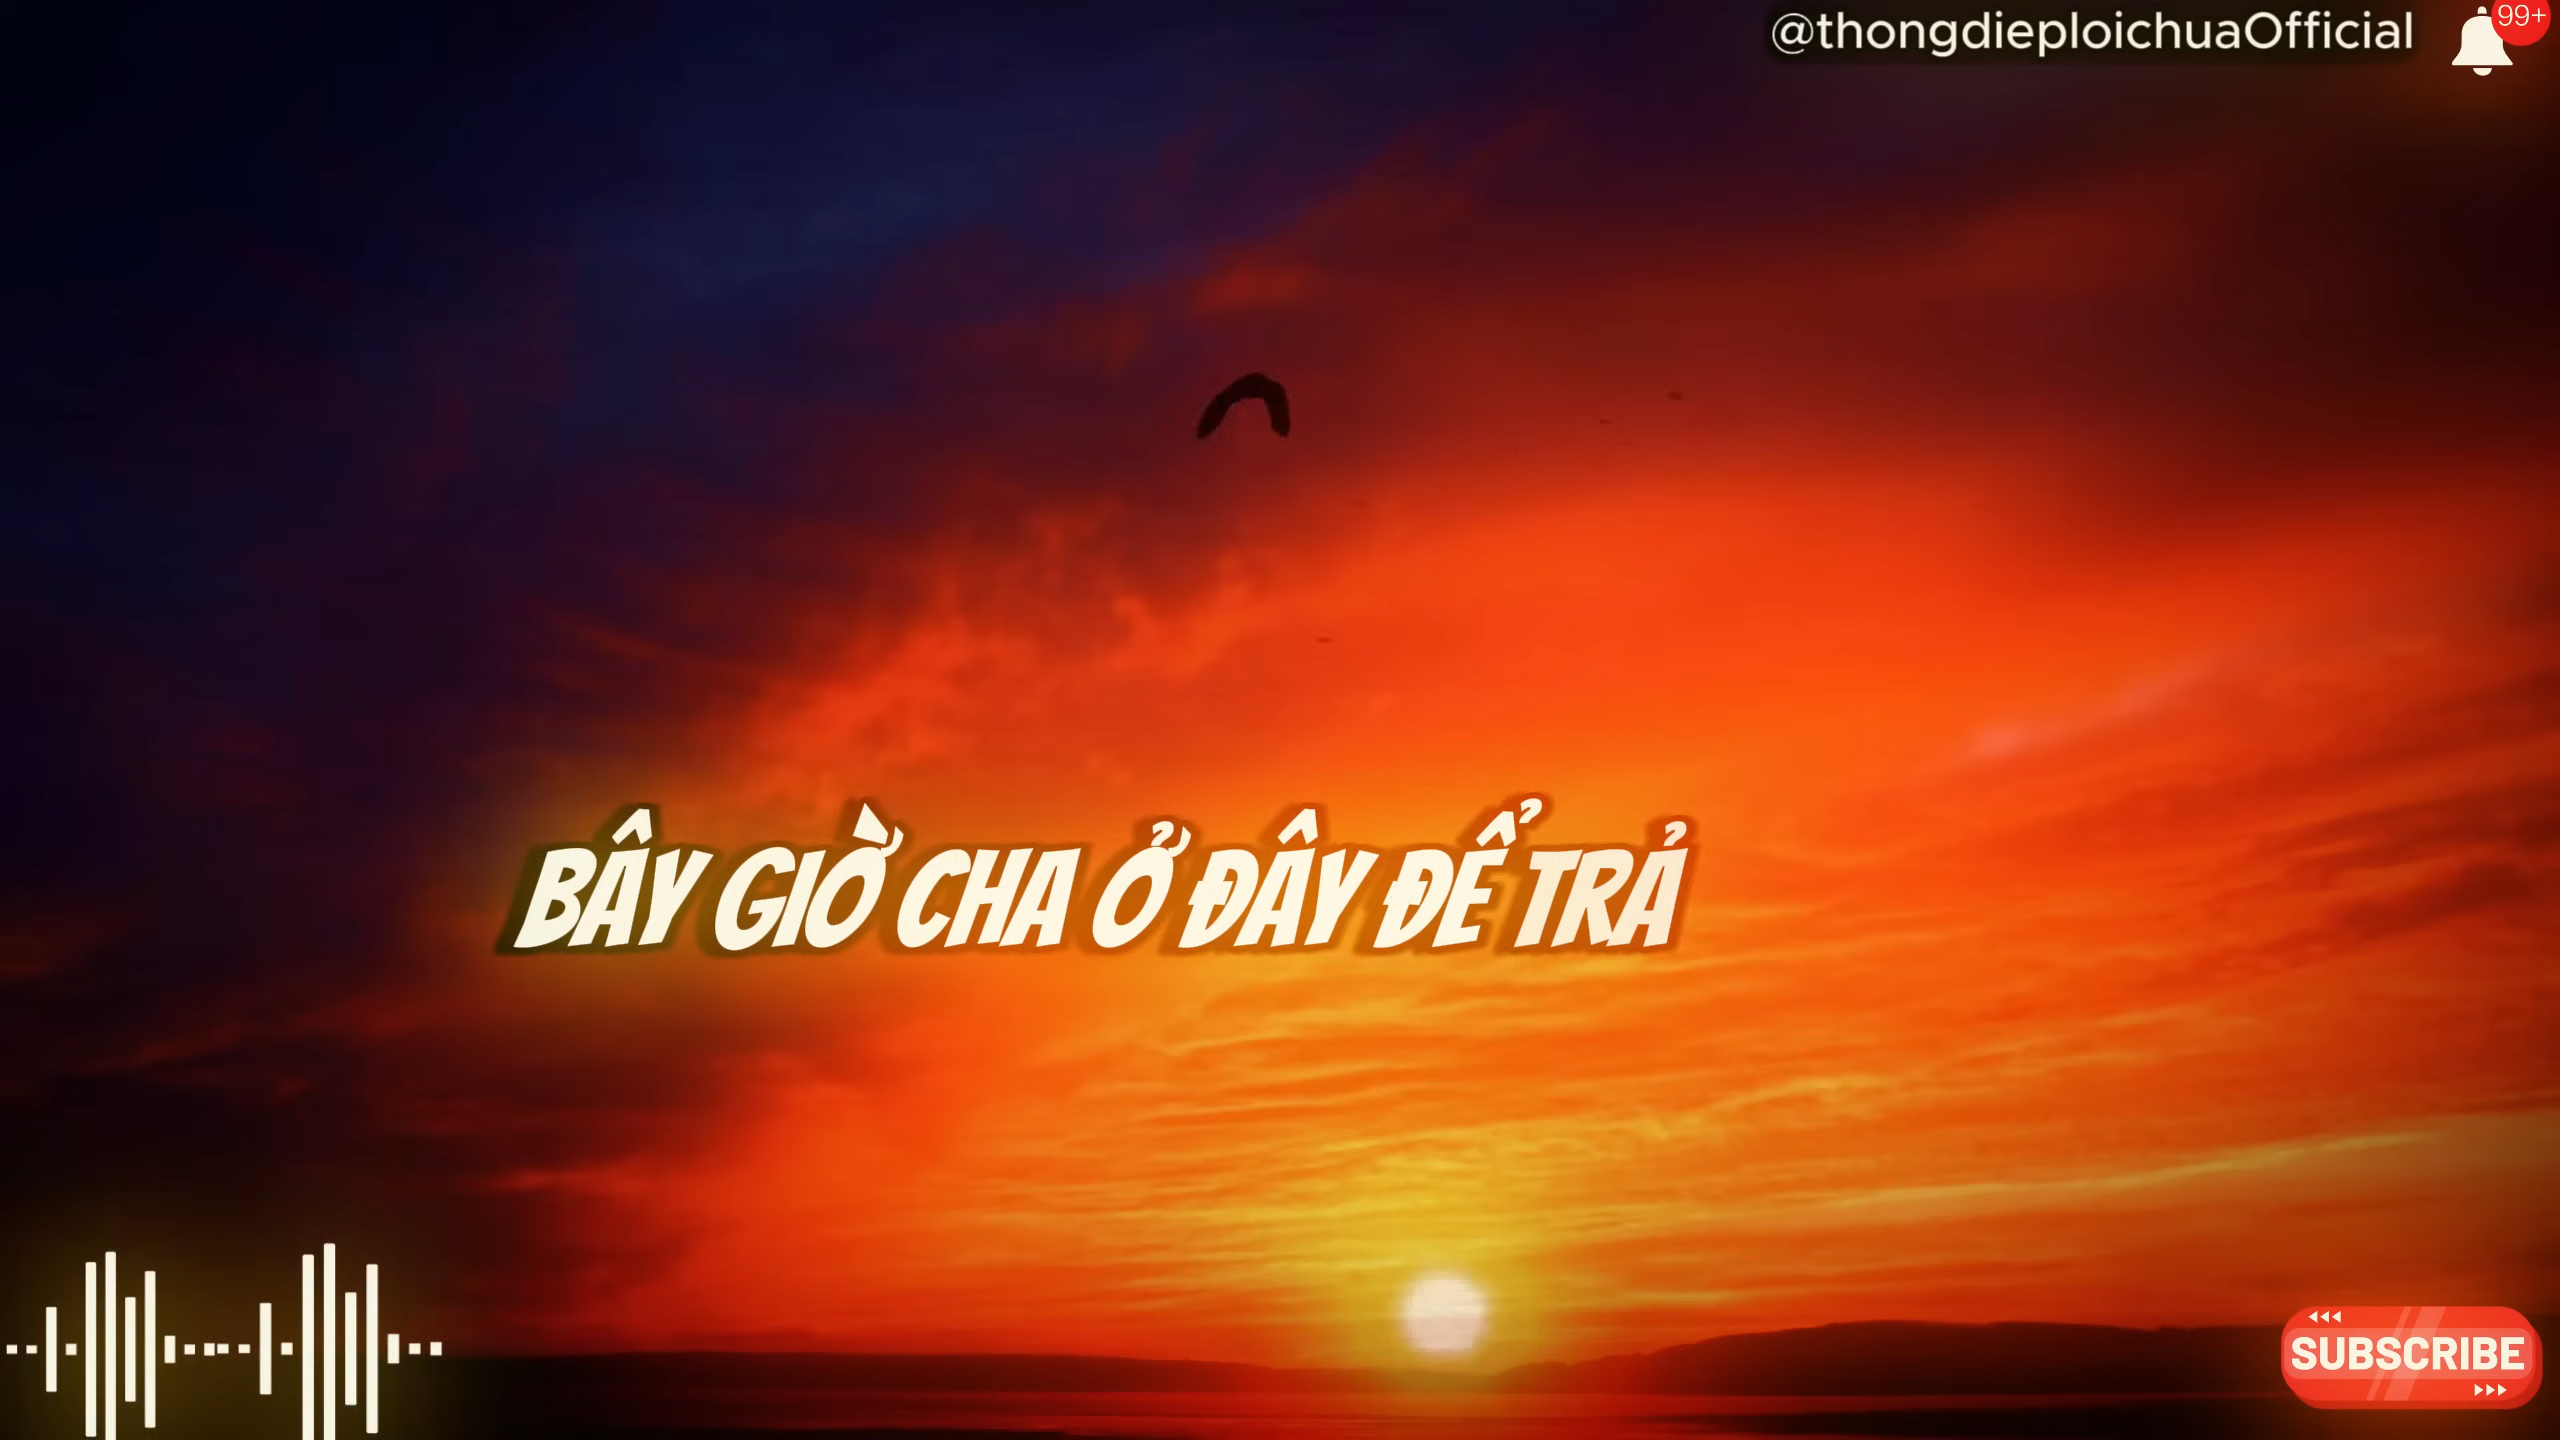 @thongdieploichuaOfficial
99+
BÂY GIỜ CHA Ở ĐÂY ĐỂ TRẢ
SUBSCRIBE